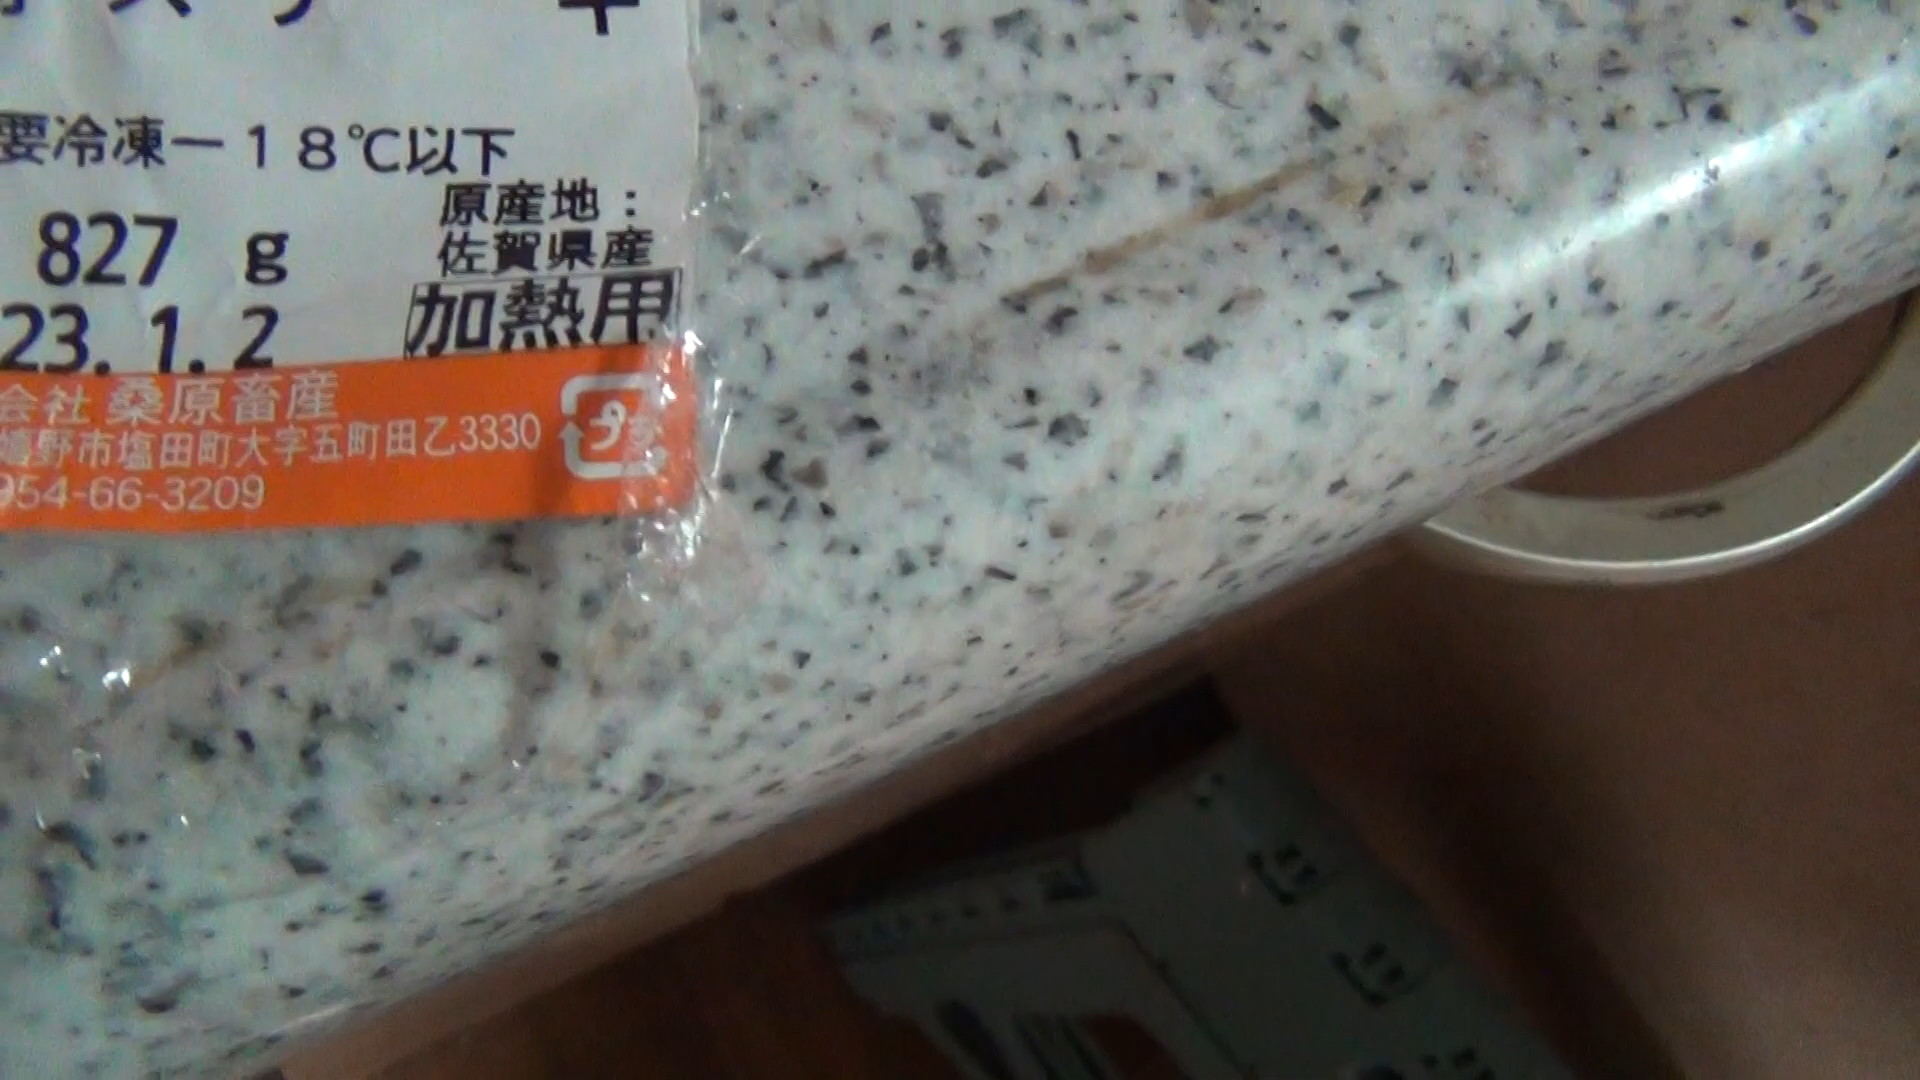 要冷凍－18℃以下
原産地：
佐賀県産
827 g
加熱用
23. 1. 2
会社 桑原畜産
嬉野市塩田町大字五町田乙3330
954-66-3209
プラ